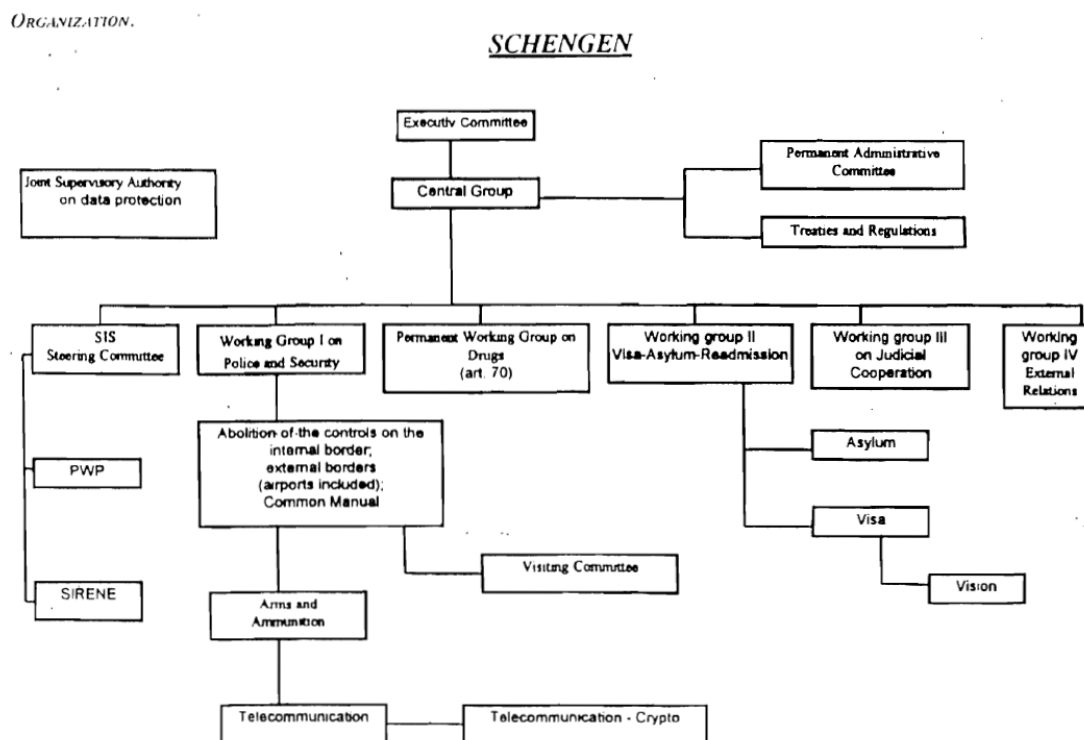 ORGANIZATION.
SCHENGEN
Executiv Committee
Permanent Administrative
Committee
Joint Supervisory Authority
on data protection
Central Group
Treaties and Regulations
SIS
Steering Committee
Working Group I on
Police and Security
Permanent Working Group on
Drugs
(art. 70)
Working group II
Visa-Asylum-Readmission
Working group III
on Judicial
Cooperation
Working
group IV
External
Relations
Abolition of the controls on the
internal border;
external borders
(airports included);
Common Manual
Asylum
PWP
Visa
Visiting Committee
Vision
SIRENE
Arms and
Ammunition
Telecommunication
Telecommunication - Crypto